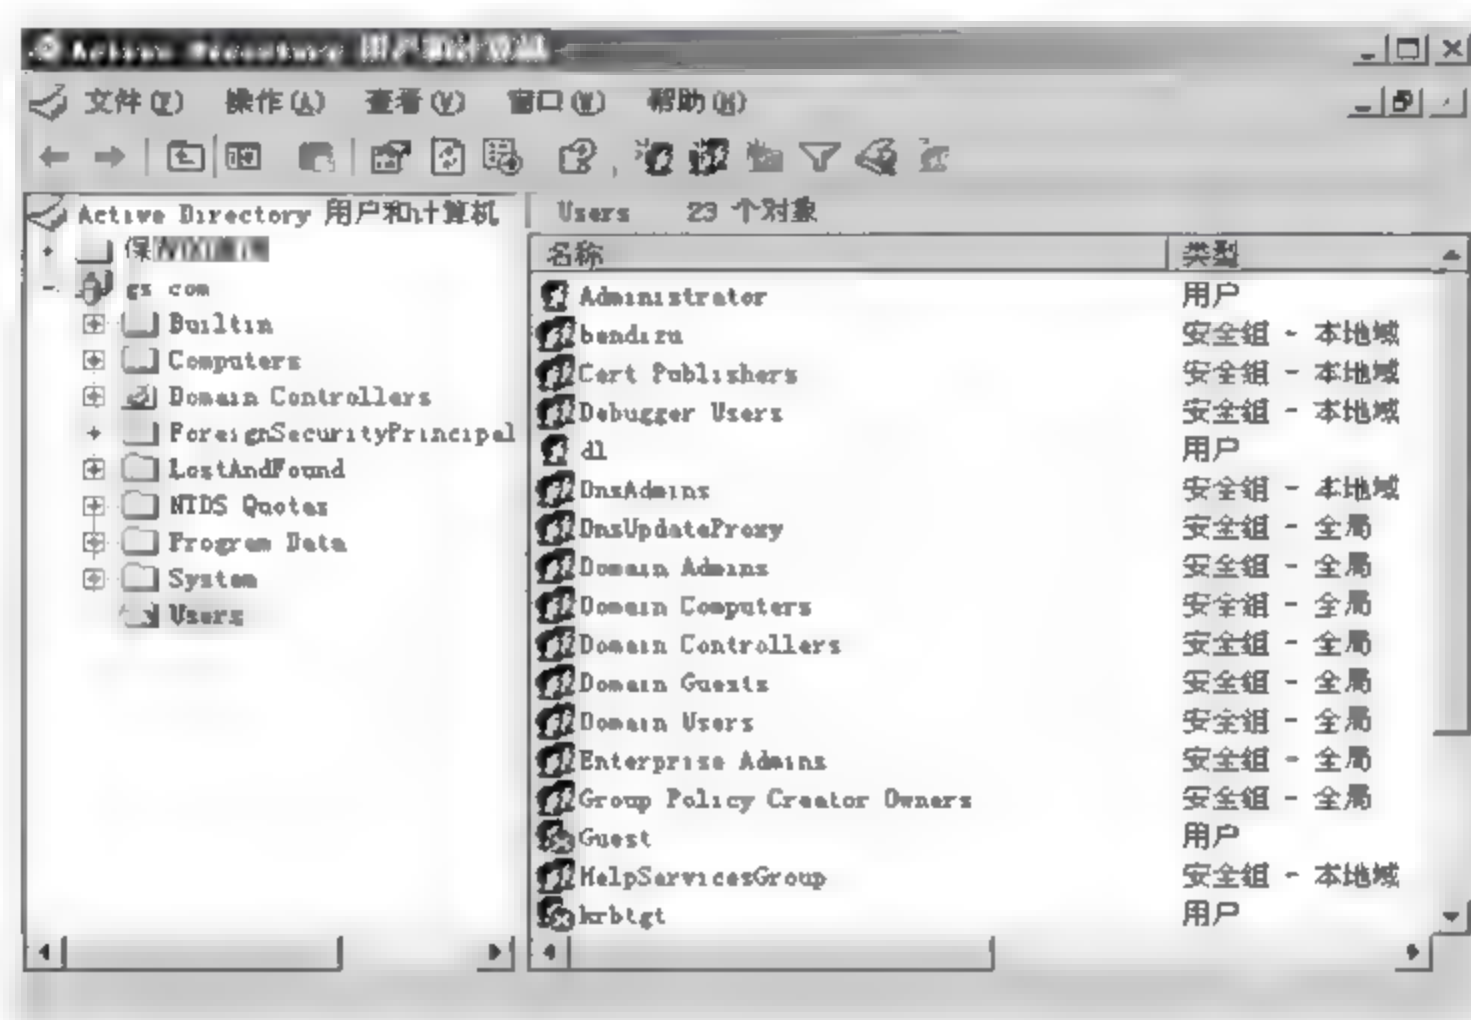 Active Directory 用户和计算机
文件(F) 操作(A) 查看(V) 窗口(W) 帮助(H)
Active Directory 用户和计算机
保
gs com
Builtin
Computers
Domain Controllers
ForeignSecurityPrincipal
LostAndFound
NTDS Quotas
Program Data
System
Users
Users 23 个对象
名称 类型
Administrator 用户
bendizu 安全组 - 本地域
Cert Publishers 安全组 - 本地域
Debugger Users 安全组 - 本地域
dl 用户
DnsAdmins 安全组 - 本地域
DnsUpdateProxy 安全组 - 全局
Domain Admins 安全组 - 全局
Domain Computers 安全组 - 全局
Domain Controllers 安全组 - 全局
Domain Guests 安全组 - 全局
Domain Users 安全组 - 全局
Enterprise Admins 安全组 - 全局
Group Policy Creator Owners 安全组 - 全局
Guest 用户
HelpServicesGroup 安全组 - 本地域
krbtgt 用户